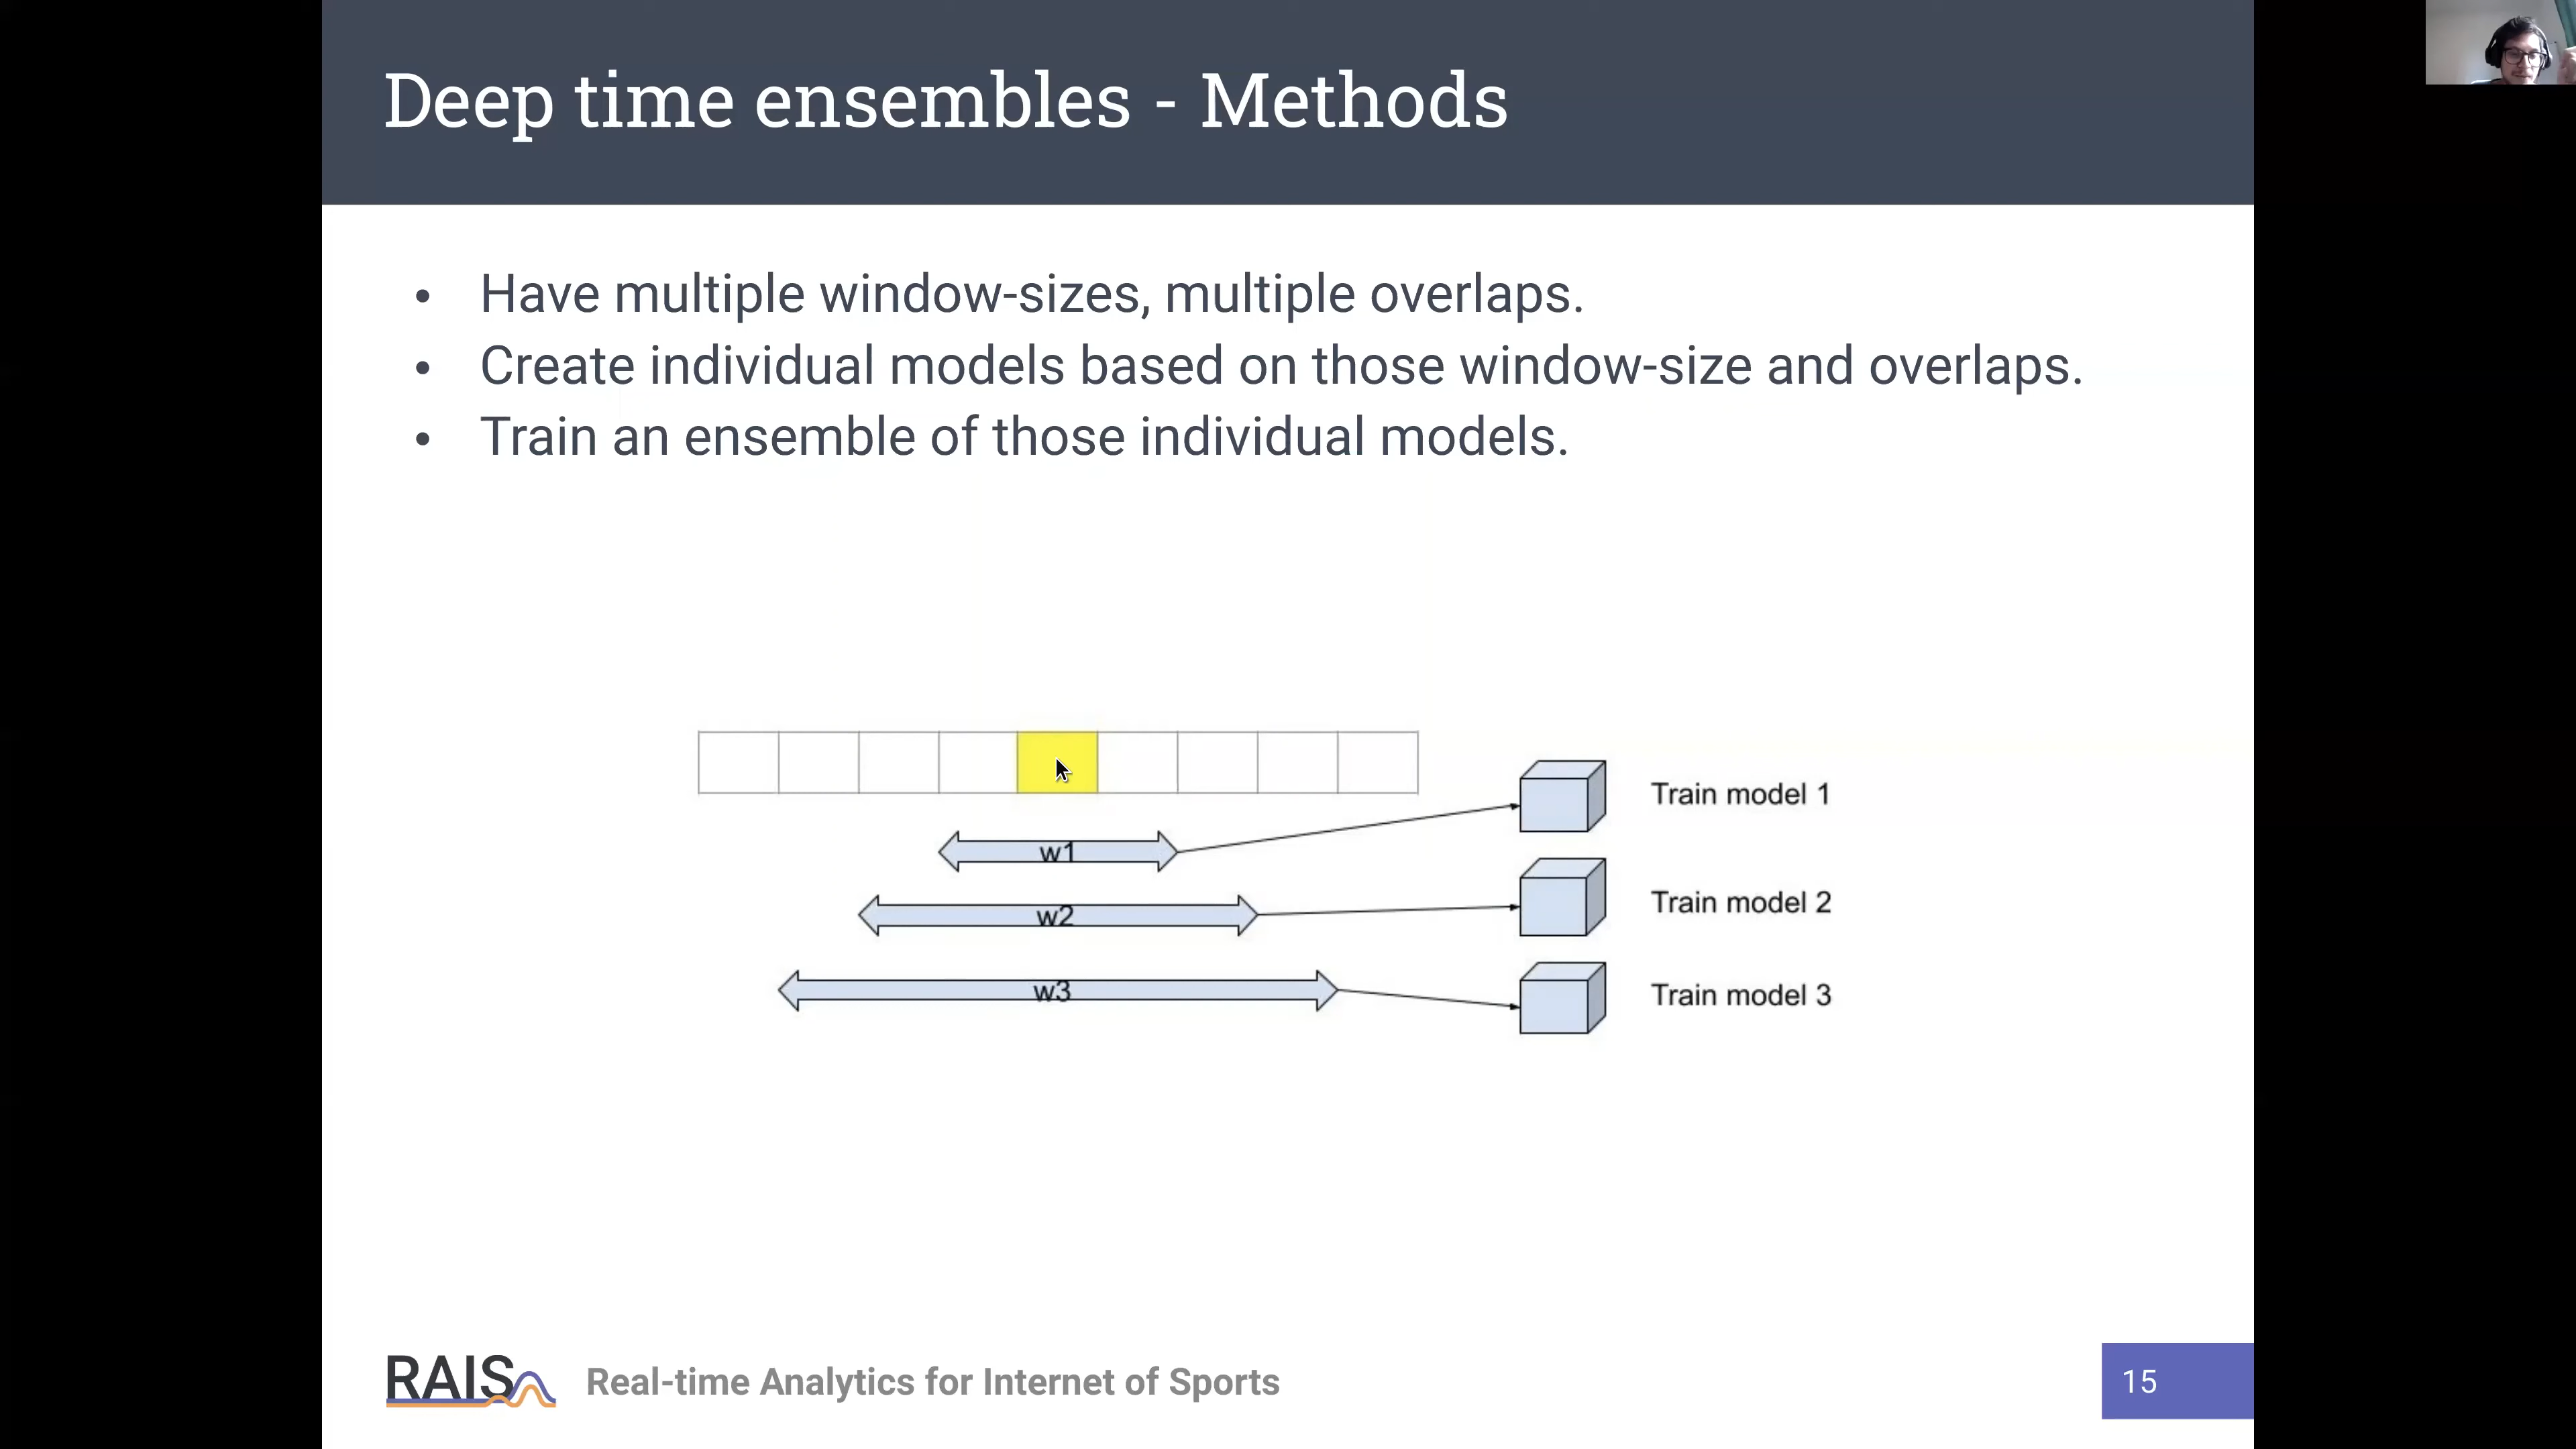 Deep time ensembles - Methods
• Have multiple window-sizes, multiple overlaps.
• Create individual models based on those window-size and overlaps.
• Train an ensemble of those individual models.
Train model 1
w1
Train model 2
w2
w3
Train model 3
RAIS Real-time Analytics for Internet of Sports
15